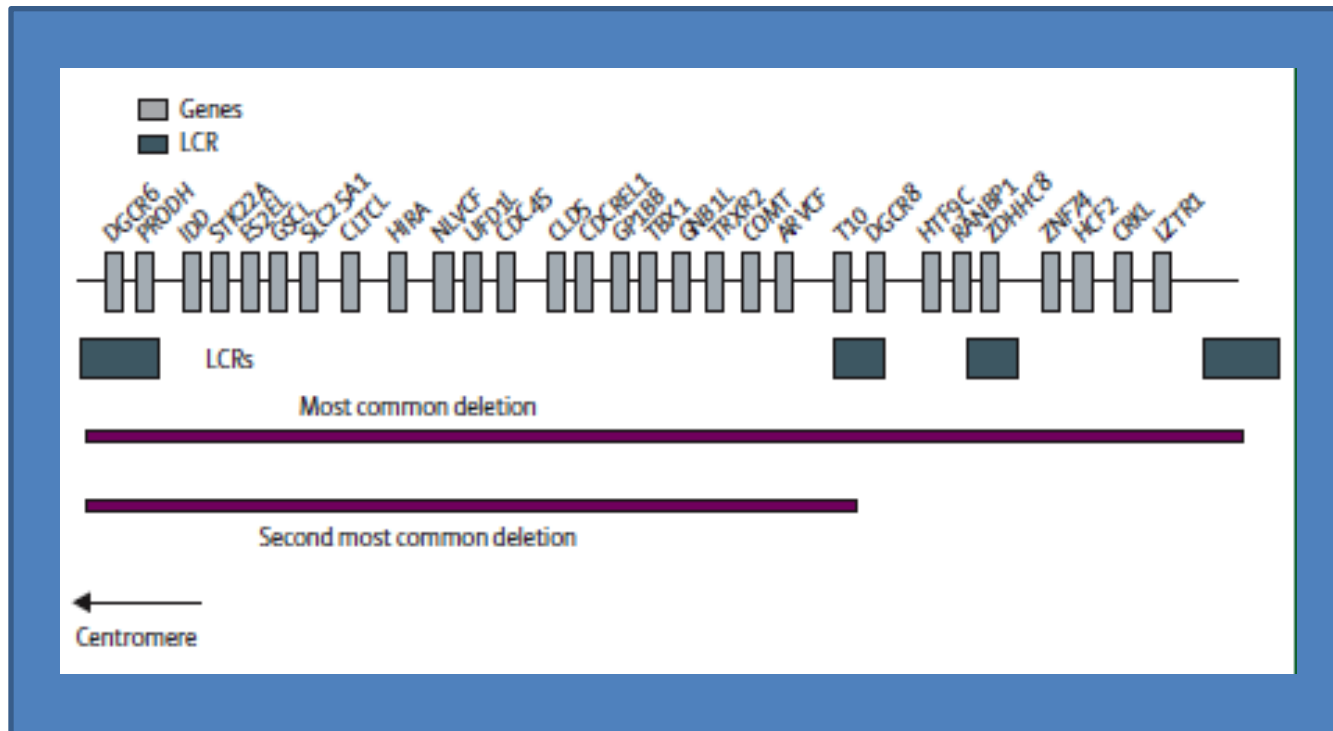 Genes
LCR
DGCR6 PRODH IDD STK22A ES2EL GSCL SLC25A1 CLTCL HIRA NLVCF UFD1L CDC45 CLDS CDCREL1 GP1BB TBX1 GNB1L TRXR2 COMT ARVCF T10 DGCR8 HTF9C RANBP1 ZDHHC8 ZNF74 HCF2 CRKL IZTR1
LCRs
Most common deletion
Second most common deletion
Centromere